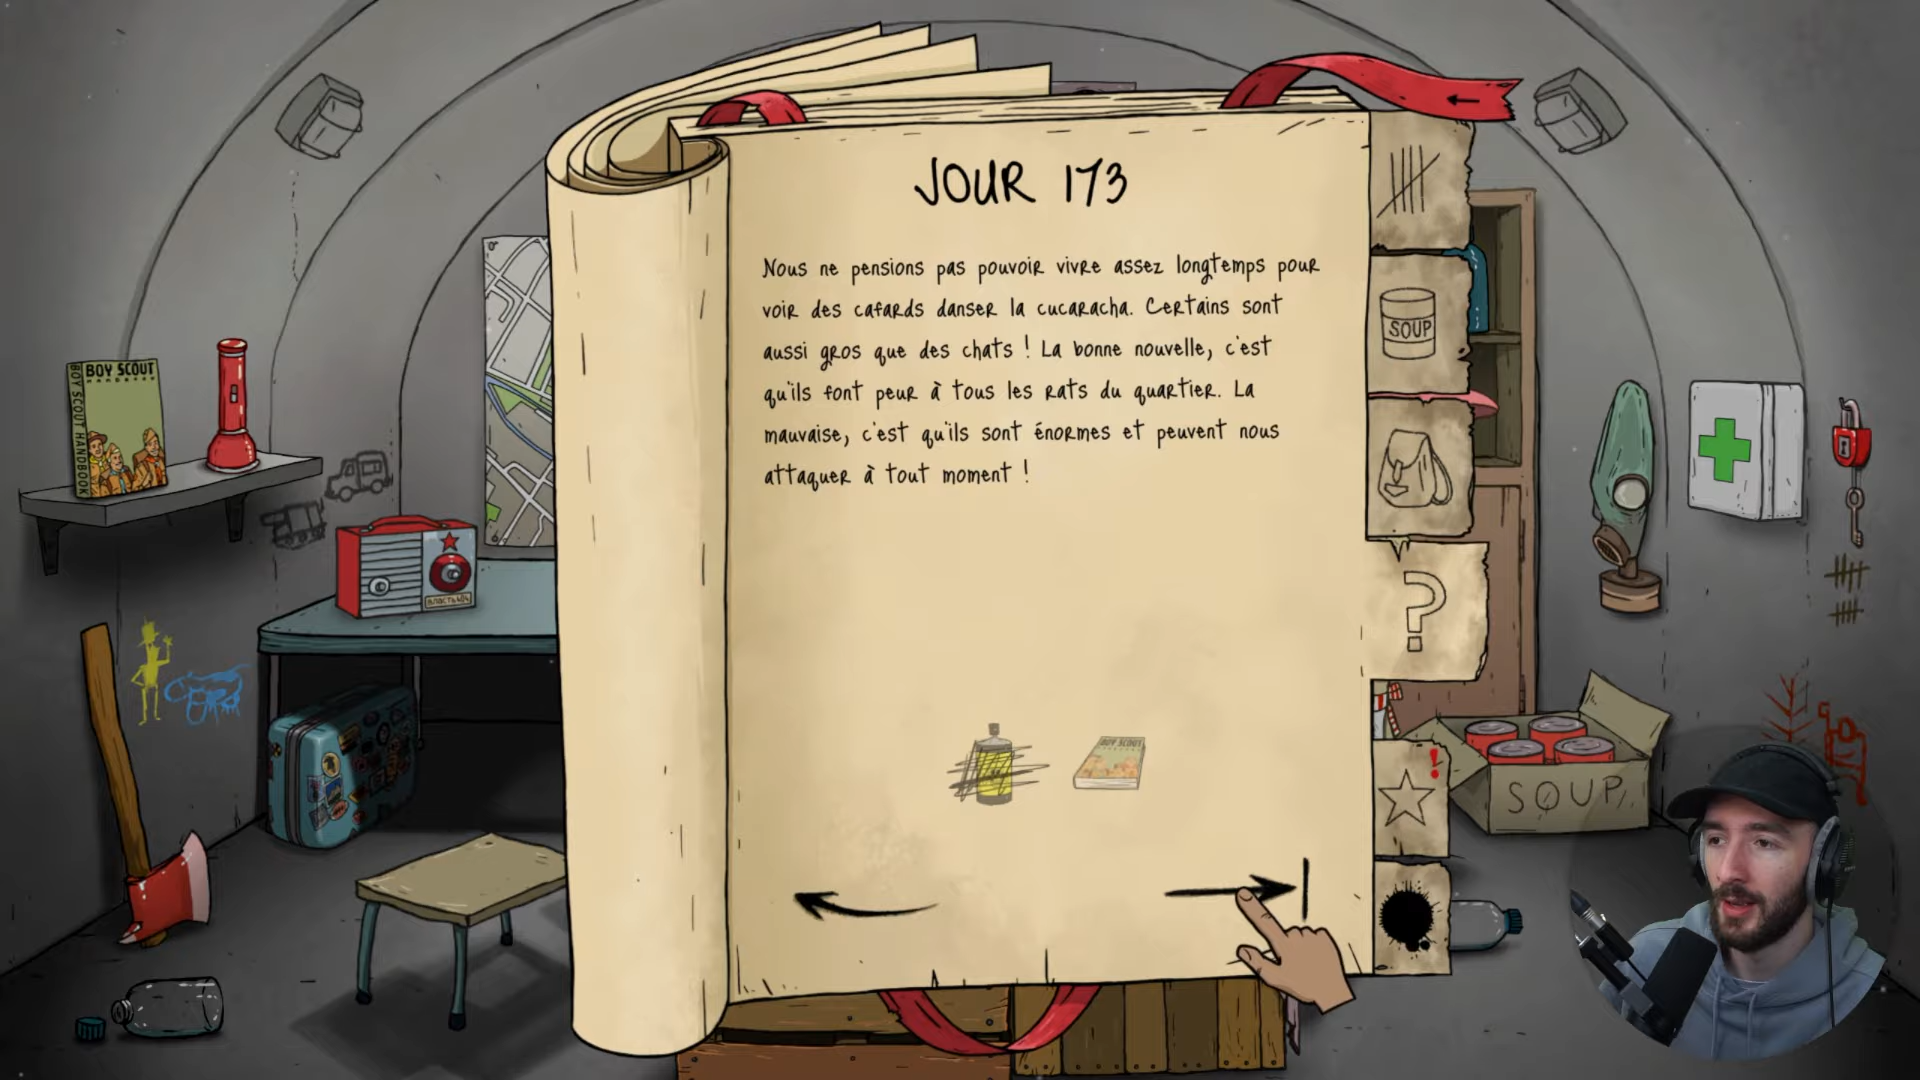 JOUR 173
Nous ne pensions pas pouvoir vivre assez longtemps pour
voir des cafards danser la cucaracha. Certains sont
aussi gros que des chats ! La bonne nouvelle, c'est
qu'ils font peur à tous les rats du quartier. La
mauvaise, c'est qu'ils sont énormes et peuvent nous
attaquer à tout moment !
BOY SCOUT
HANDBOOK
BOY SCOUT HANDBOOK
SOUP
BOY SCOUT
SOUP